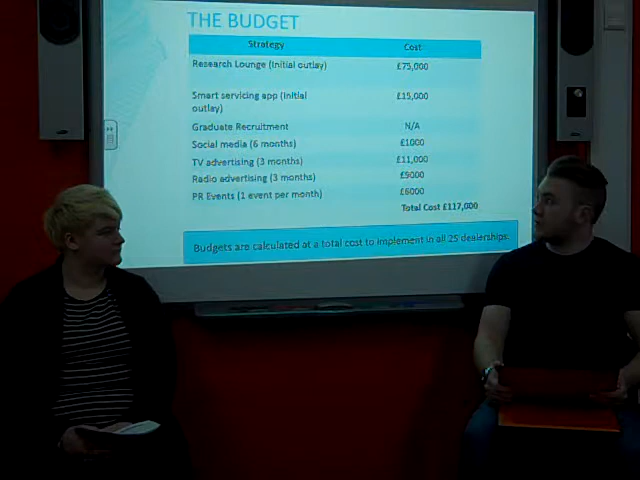 THE BUDGET
Strategy Cost
Research Lounge (initial outlay) £75,000
Smart servicing app (initial £15,000
outlay)
Graduate Recruitment N/A
Social media (6 months) £1000
TV advertising (3 months) £11,000
Radio advertising (3 months) £9000
PR Events (1 event per month) £6000
Total Cost £117,000
Budgets are calculated at a total cost to implement in all 25 dealerships.